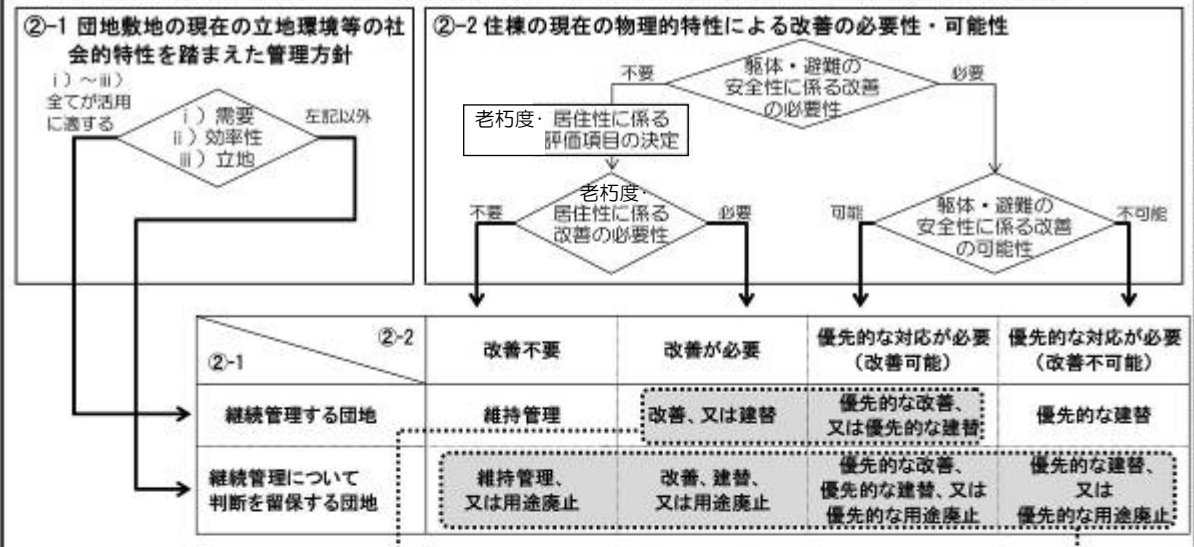 ②-1 団地敷地の現在の立地環境等の社
会的特性を踏まえた管理方針
ⅰ）～ⅲ）
全てが活用
に適する
ⅰ）需要
ⅱ）効率性
ⅲ）立地
左記以外
②-2 住棟の現在の物理的特性による改善の必要性・可能性
不要
躯体・避難の
安全性に係る改善
の必要性
必要
老朽度・居住性に係る
評価項目の決定
不要
老朽度・
居住性に係る
改善の必要性
必要
可能
躯体・避難の
安全性に係る改善
の可能性
不可能
②-2
②-1
改善不要
改善が必要
優先的な対応が必要
（改善可能）
優先的な対応が必要
（改善不可能）
継続管理する団地
維持管理
改善、又は建替
優先的な改善、
又は優先的な建替
優先的な建替
継続管理について
判断を留保する団地
維持管理、
又は用途廃止
改善、建替、
又は用途廃止
優先的な改善、
優先的な建替、又は
優先的な用途廃止
優先的な建替、
又は
優先的な用途廃止